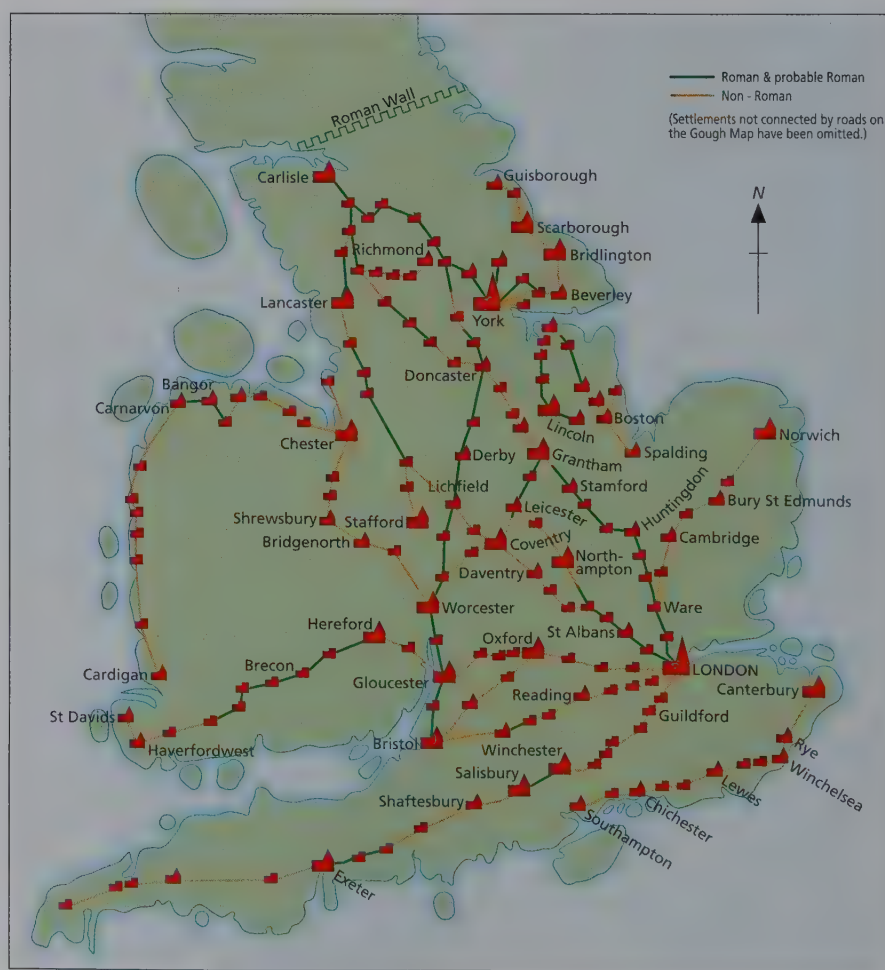 Roman & probable Roman
Non - Roman
(Settlements not connected by roads on
the Gough Map have been omitted.)
N
Roman Wall
Carlisle
Guisborough
Scarborough
Richmond
Bridlington
Lancaster
Beverley
York
Doncaster
Bangor
Carnarvon
Lincoln
Boston
Chester
Norwich
Grantham
Spalding
Derby
Stamford
Huntingdon
Lichfield
Bury St Edmunds
Leicester
Shrewsbury
Stafford
Bridgenorth
Coventry
Cambridge
North-
ampton
Daventry
Worcester
Ware
Hereford
St Albans
Oxford
Brecon
LONDON
Cardigan
Gloucester
Canterbury
Reading
St Davids
Guildford
Haverfordwest
Bristol
Winchester
Rye
Salisbury
Winchelsea
Lewes
Shaftesbury
Chichester
Southampton
Exeter